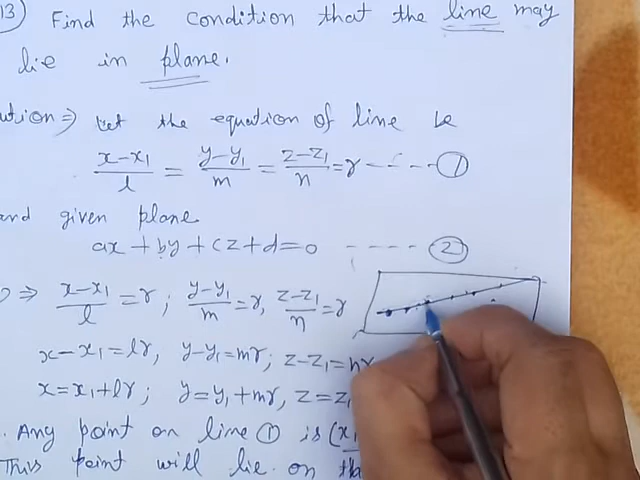 13) Find the condition that the line may
lie in plane.
ution ⇒ Let the equation of line be
x-x₁/l = y-y₁/m = z-z₁/n = r ----- ①
and given plane
ax + by + cz + d = 0 ---- ②
⇒ x-x₁/l = r ; y-y₁/m = r, z-z₁/n = r
x-x₁ = lr, y-y₁ = mr ; z-z₁ = nr
x = x₁ + lr ; y = y₁ + mr, z = z₁
. Any point on line ① is (x₁
This point will lie on